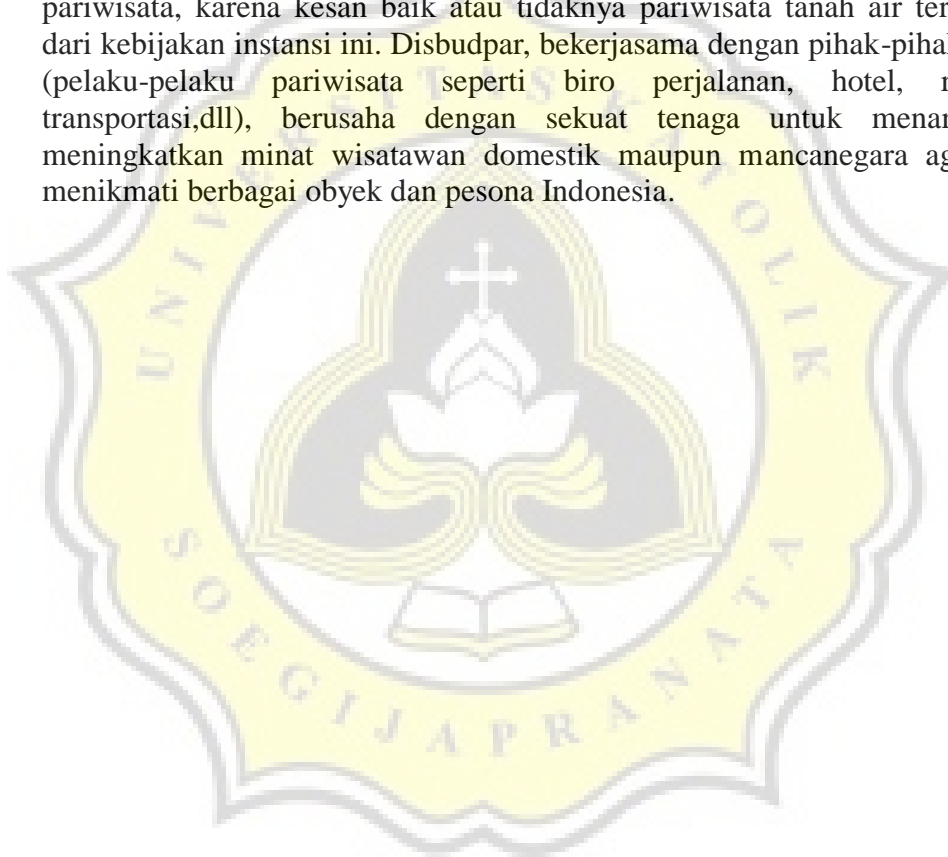 pariwisata, karena kesan baik atau tidaknya pariwisata tanah air
dari kebijakan instansi ini. Disbudpar, bekerjasama dengan
(pelaku-pelaku pariwisata seperti biro perjalanan, hotel,
transportasi,dll), berusaha dengan sekuat tenaga untuk
meningkatkan minat wisatawan domestik maupun mancanegara
menikmati berbagai obyek dan pesona Indonesia.
UNIVERSITAS KATOLIK
SOEGIJAPRANATA